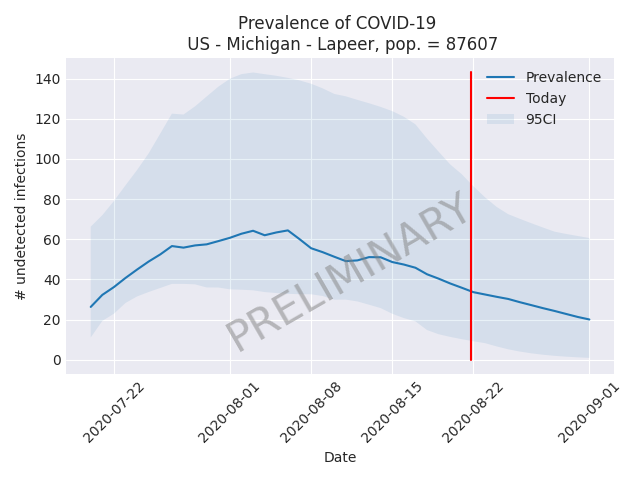 Prevalence of COVID-19
US - Michigan - Lapeer, pop. = 87607
# undetected infections
140
120
100
80
60
40
20
0
Prevalence
Today
95CI
PRELIMINARY
2020-07-22
2020-08-01
2020-08-08
2020-08-15
2020-08-22
2020-09-01
Date